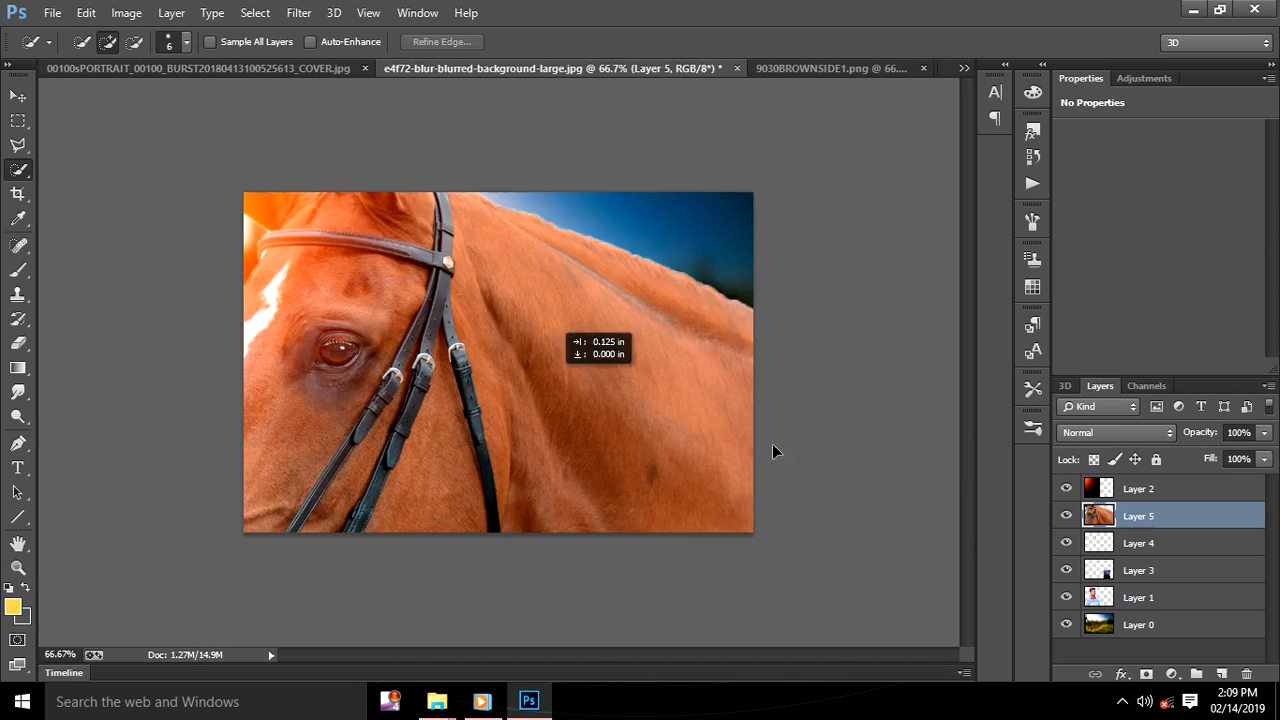 Ps File Edit Image Layer Type Select Filter 3D View Window Help
6 Sample All Layers Auto-Enhance Refine Edge... 3D
00100sPORTRAIT_00100_BURST20180413100525613_COVER.jpg e4f72-blur-blurred-background-large.jpg @ 66.7% (Layer 5, RGB/8*) * 9030BROWNSIDE1.png @ 66....
Properties Adjustments
No Properties
0.125 in
0.000 in
3D Layers Channels
Kind
Normal Opacity: 100%
Lock: Fill: 100%
Layer 2
Layer 5
Layer 4
Layer 3
Layer 1
Layer 0
66.67% Doc: 1.27M/14.9M
Timeline
Search the web and Windows
Ps
2:09 PM
02/14/2019